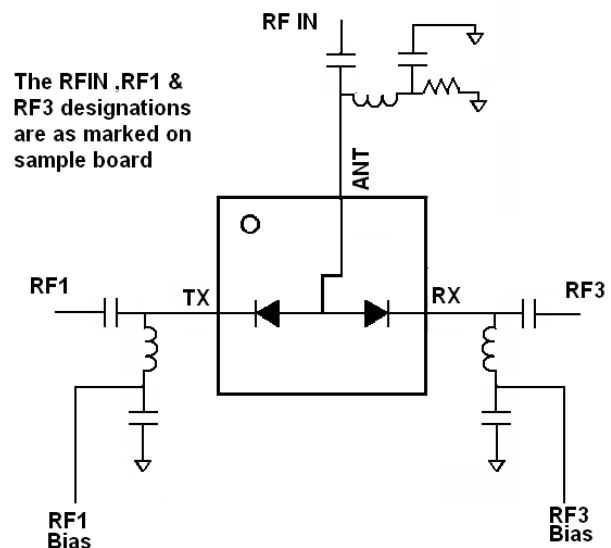 RF IN
The RFIN ,RF1 &
RF3 designations
are as marked on
sample board
ANT
RF1
TX
RX
RF3
RF1
Bias
RF3
Bias